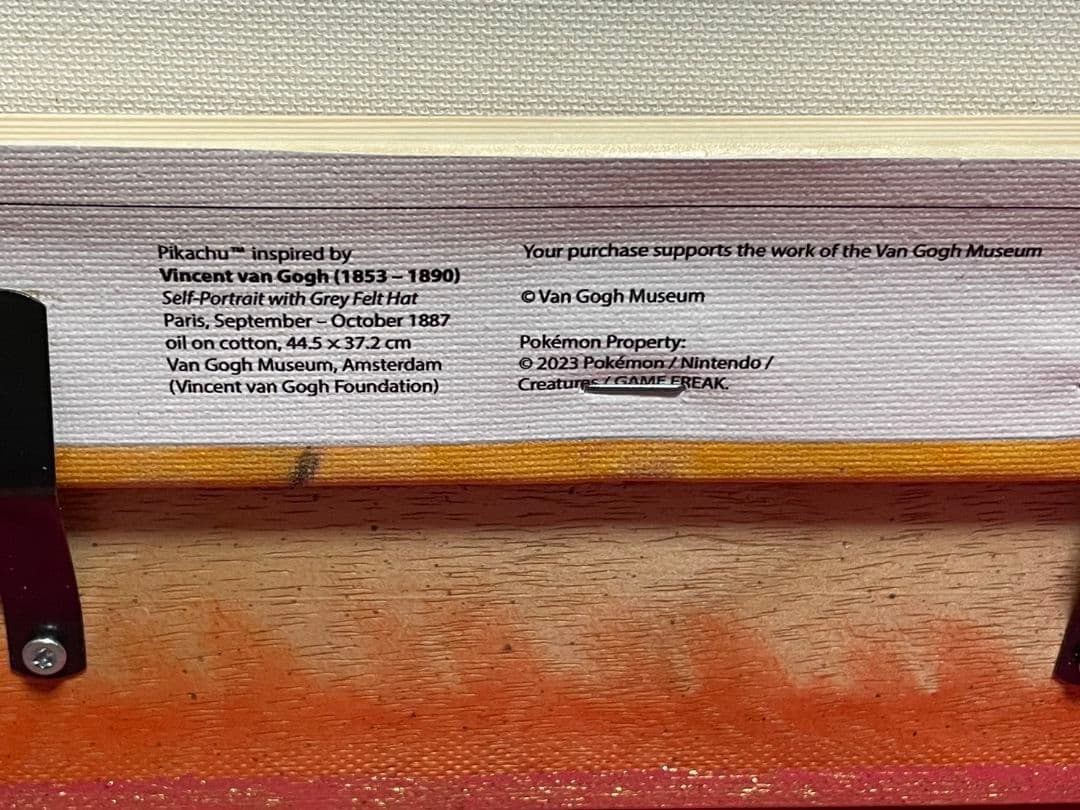 Pikachu™ inspired by
Vincent van Gogh (1853 – 1890)
Self-Portrait with Grey Felt Hat
Paris, September – October 1887
oil on cotton, 44.5 x 37.2 cm
Van Gogh Museum, Amsterdam
(Vincent van Gogh Foundation)
Your purchase supports the work of the Van Gogh Museum
© Van Gogh Museum
Pokémon Property:
© 2023 Pokémon / Nintendo /
Creatures / GAME FREAK.